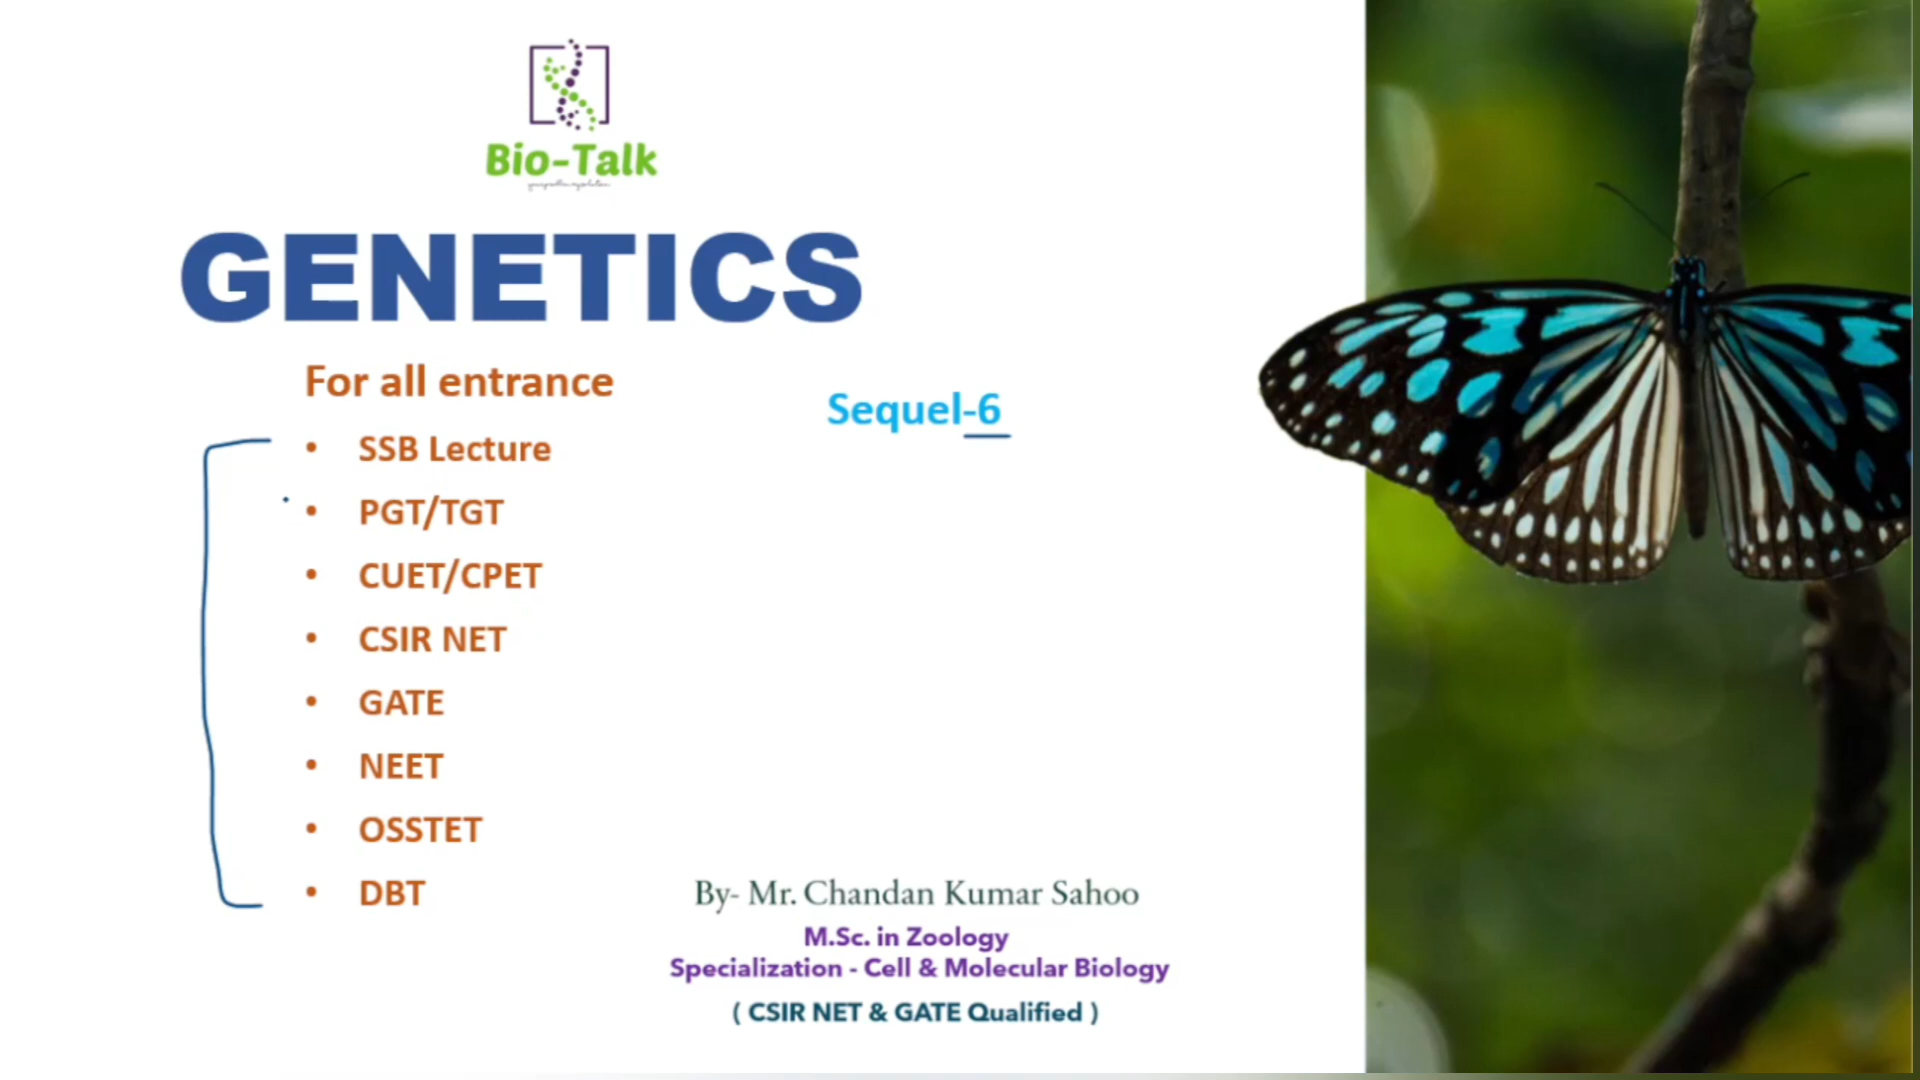 Bio-Talk
GENETICS
For all entrance
Sequel-6
• SSB Lecture
• PGT/TGT
• CUET/CPET
• CSIR NET
• GATE
• NEET
• OSSTET
• DBT
By- Mr. Chandan Kumar Sahoo
M.Sc. in Zoology
Specialization - Cell & Molecular Biology
( CSIR NET & GATE Qualified )